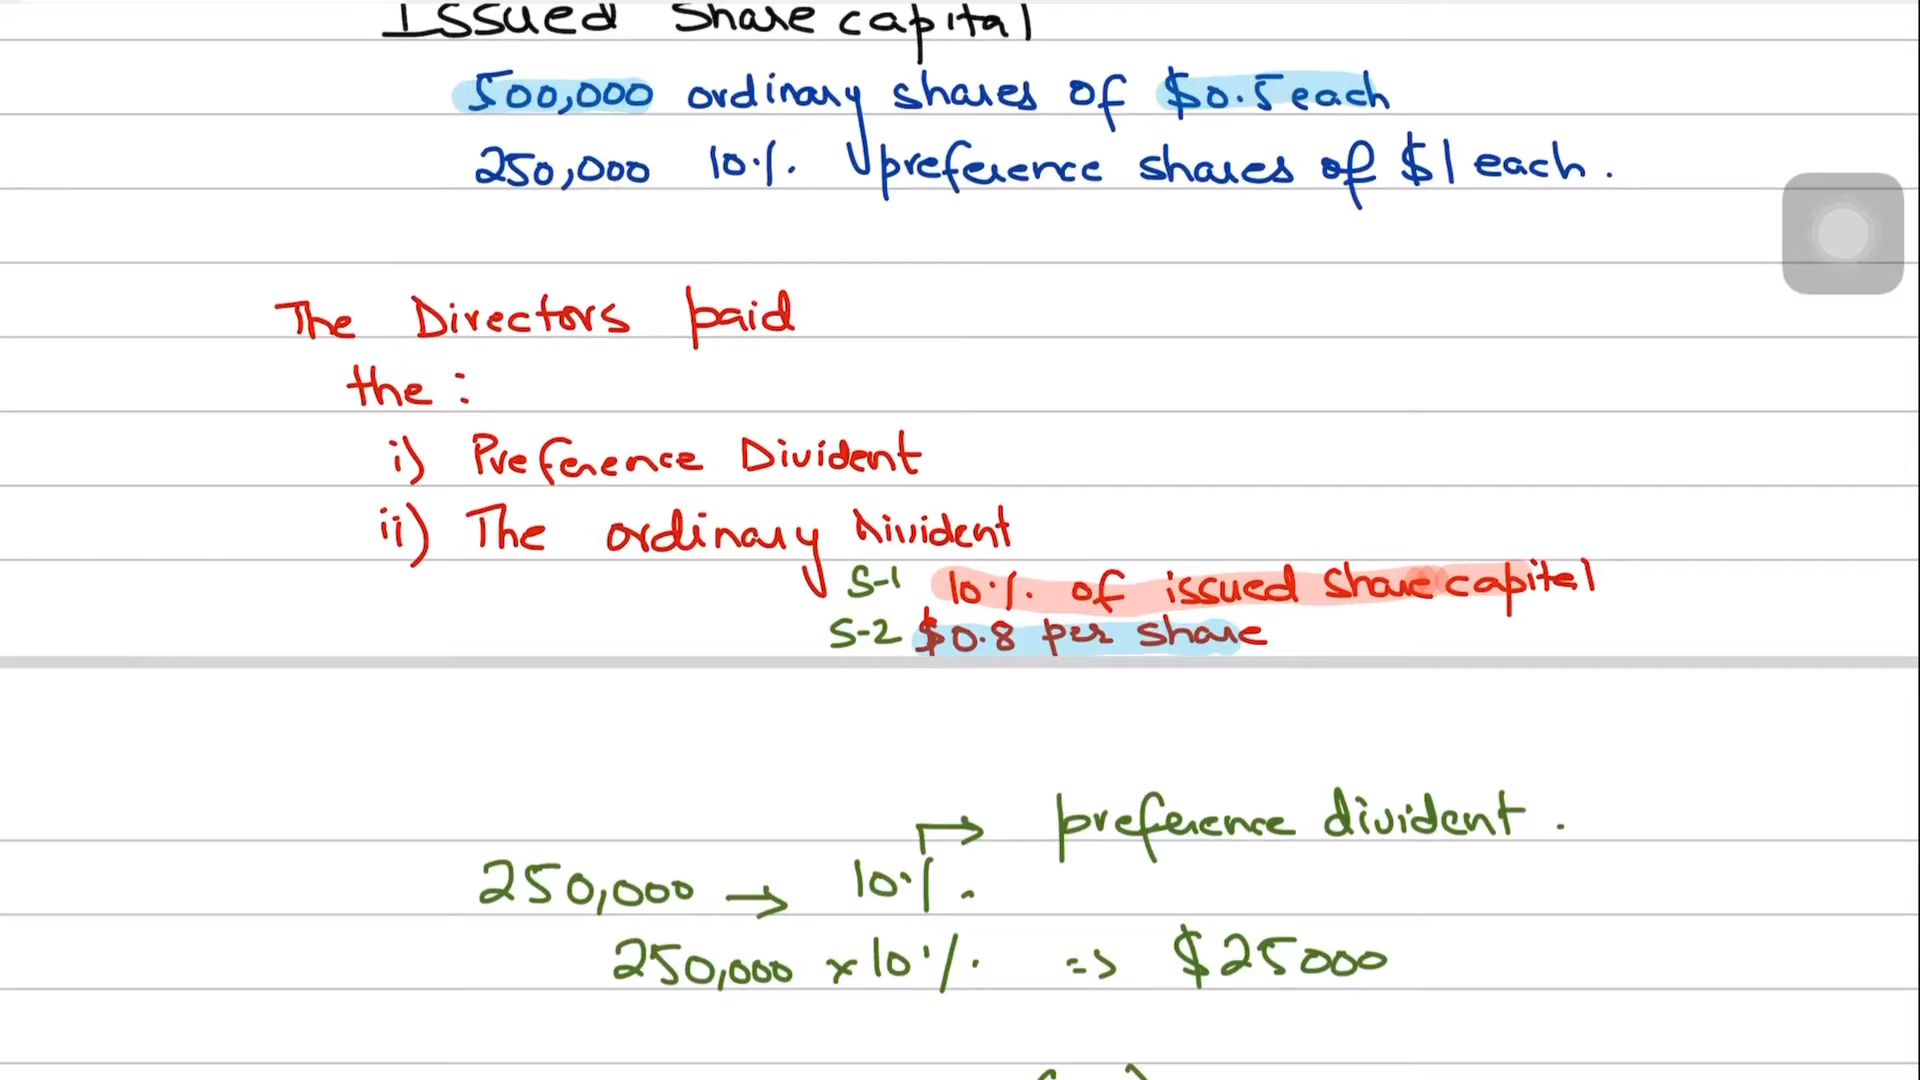 Issued Share capital
500,000 ordinary shares of $0.5 each
250,000 10% preference shares of $1 each.
The Directors paid
the :
i) Preference Divident
ii) The ordinary Divident
S-1 10% of issued share capital
S-2 $0.8 per share
preference divident.
250,000 → 10%.
250,000 x 10%. => $25000